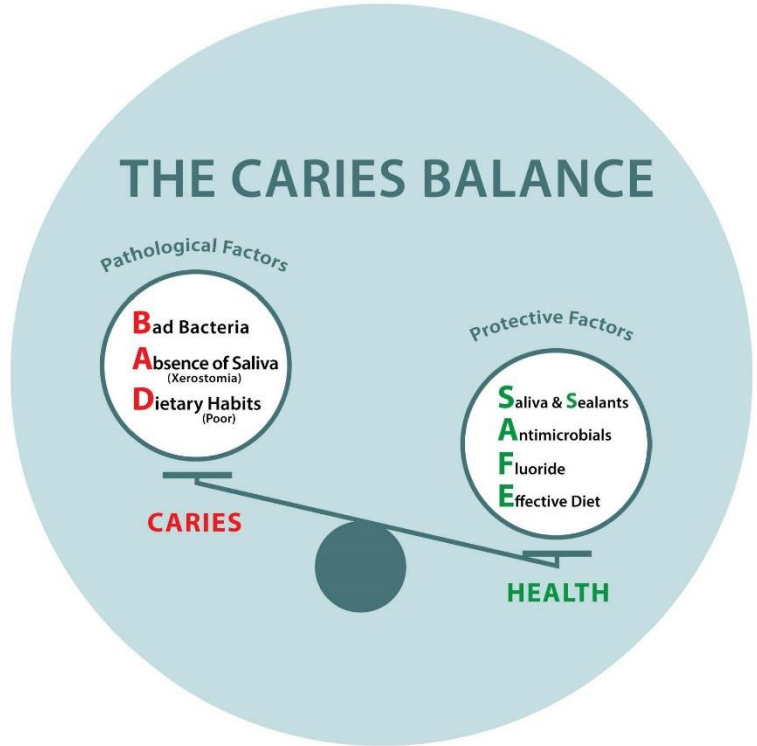 THE CARIES BALANCE
Pathological Factors
Bad Bacteria
Absence of Saliva
(Xerostomia)
Dietary Habits
(Poor)
CARIES
Protective Factors
Saliva & Sealants
Antimicrobials
Fluoride
Effective Diet
HEALTH